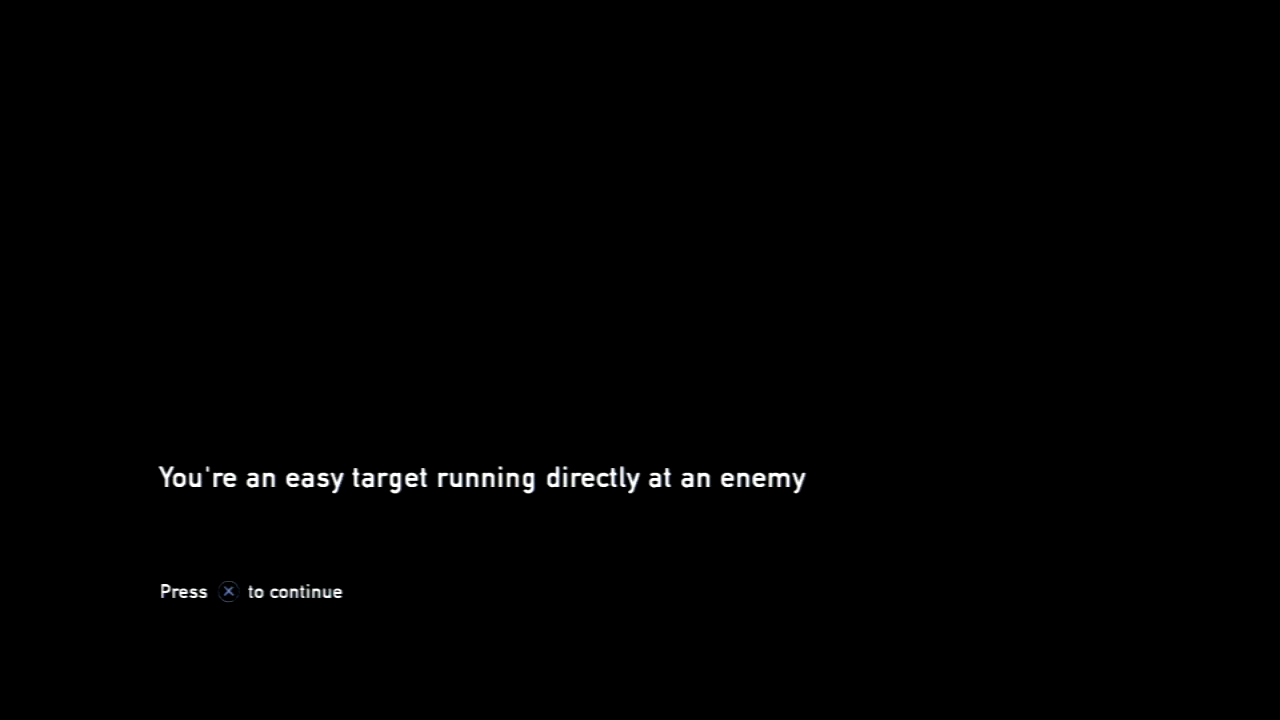 You're an easy target running directly at an enemy
Press ⓧ to continue